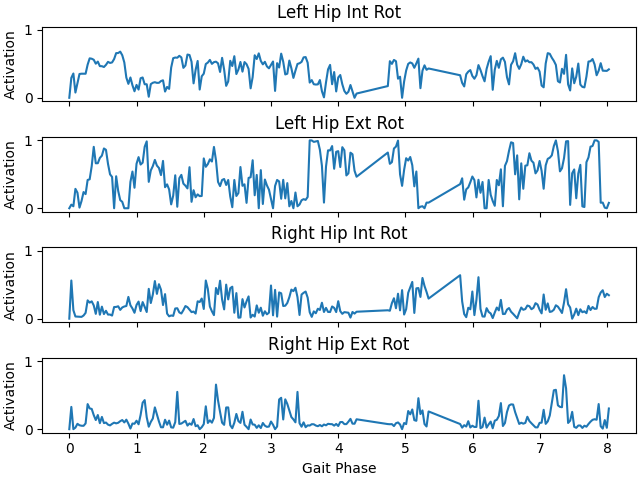 Left Hip Int Rot
1
0
Activation
Left Hip Ext Rot
1
0
Activation
Right Hip Int Rot
1
0
Activation
Right Hip Ext Rot
1
0
Activation
0 1 2 3 4 5 6 7 8
Gait Phase